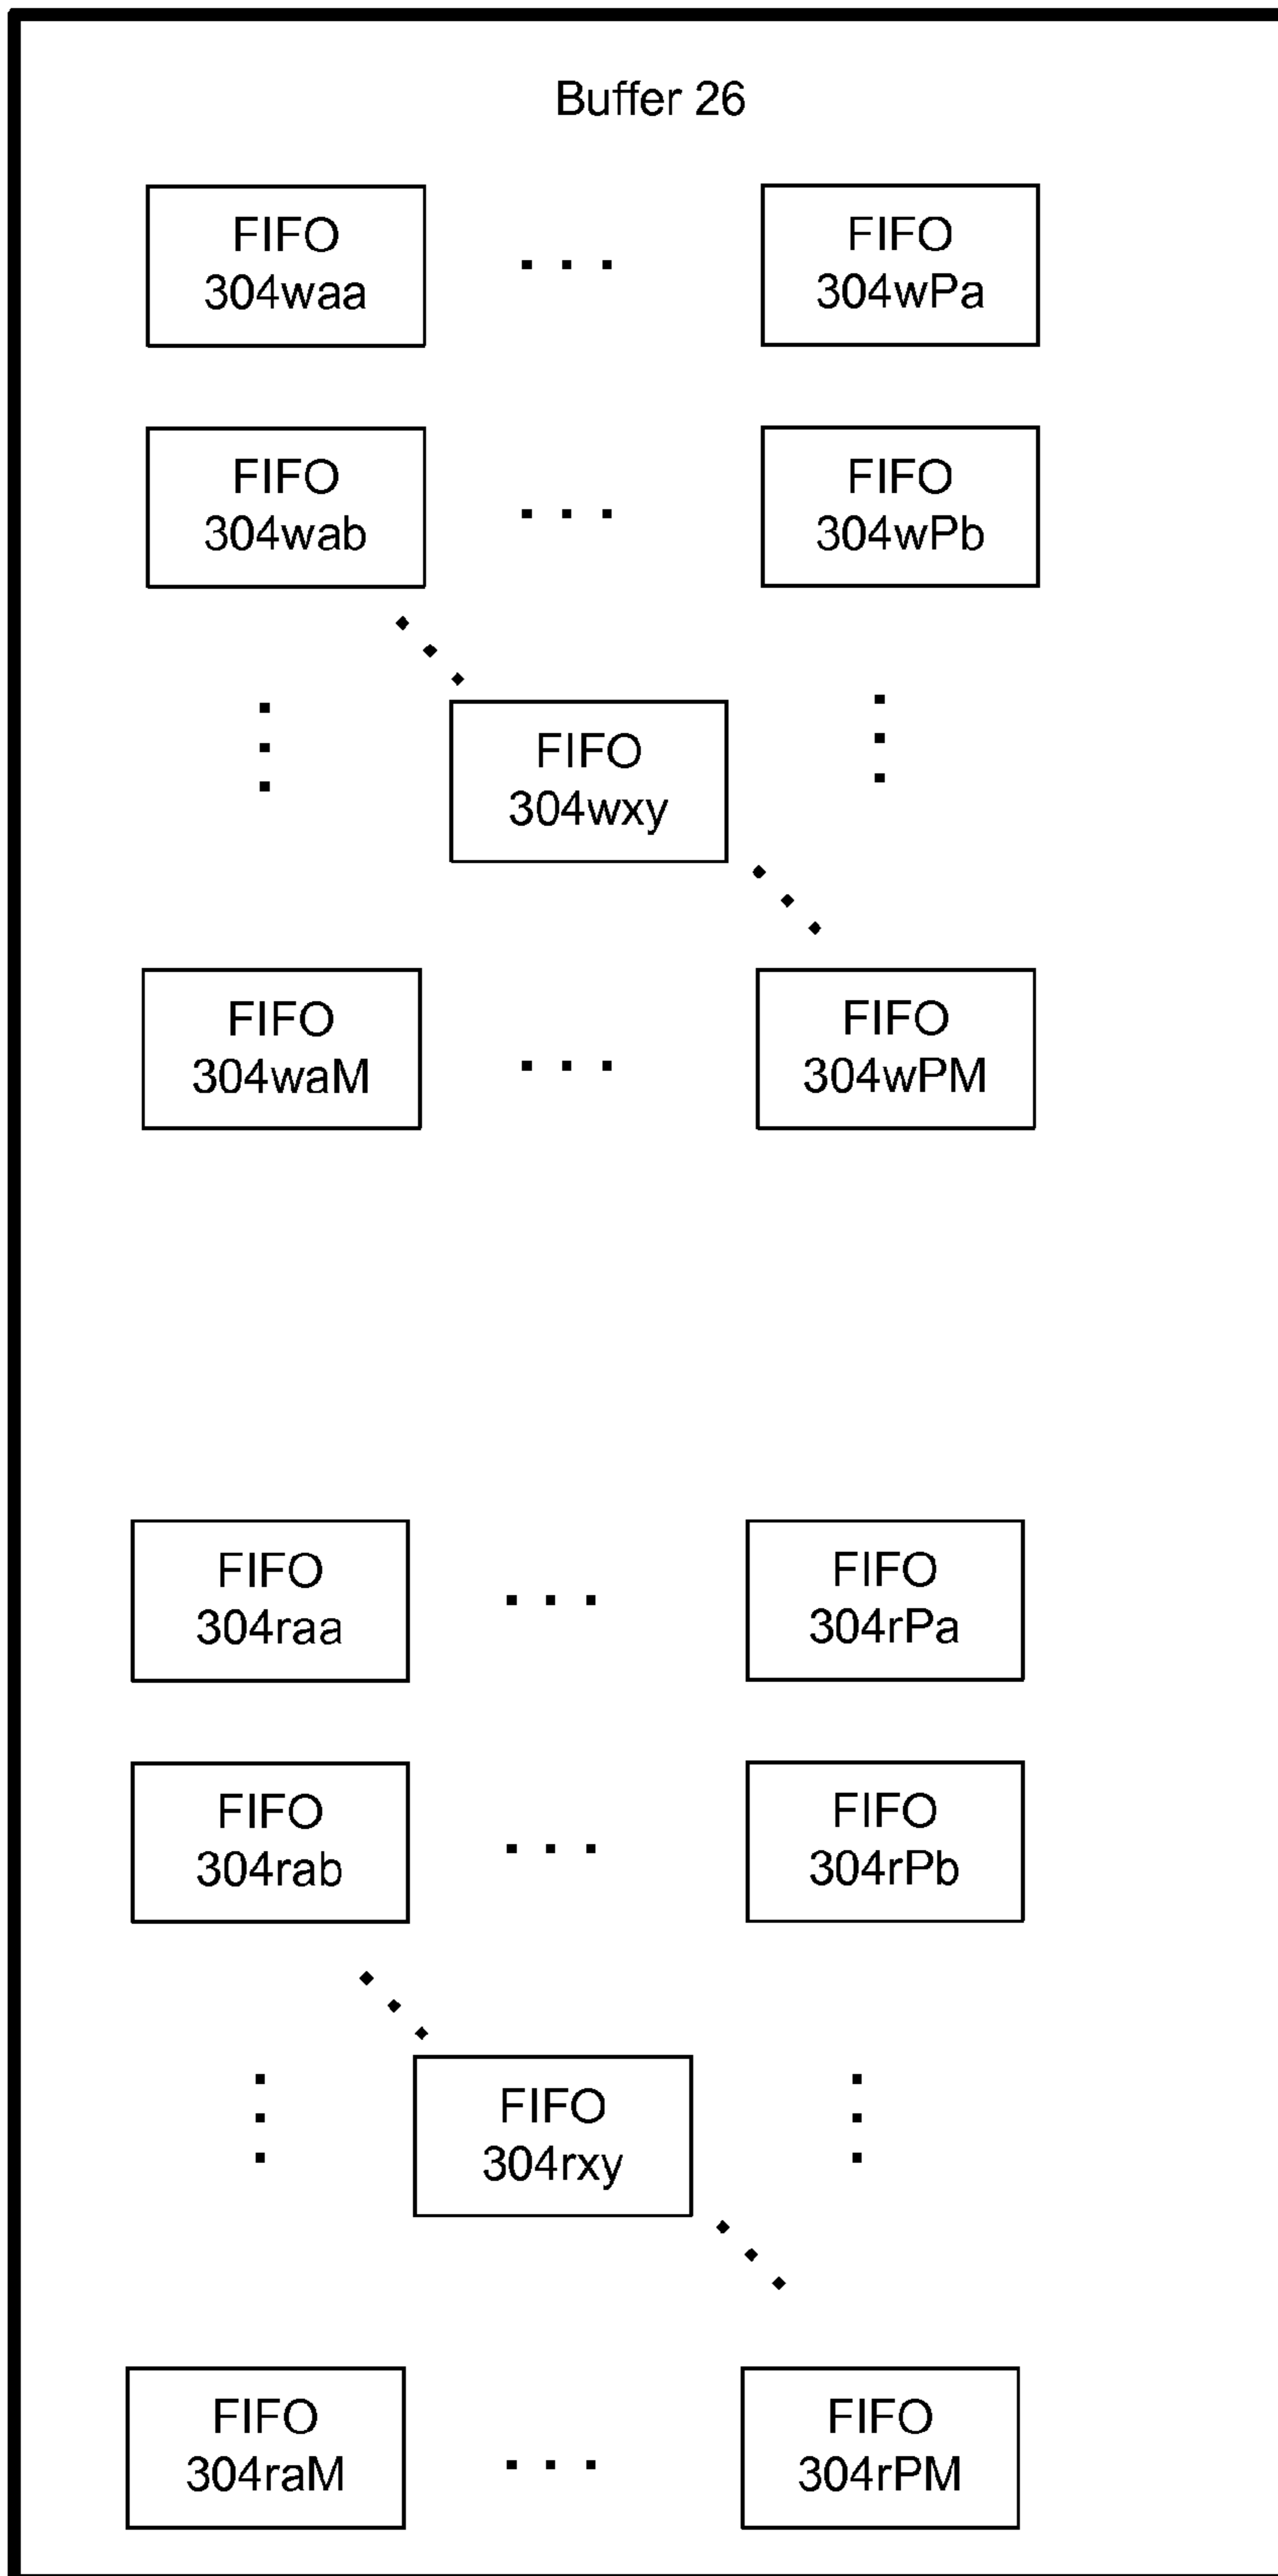 Buffer 26
FIFO
304waa
FIFO
304wPa
FIFO
304wab
FIFO
304wPb
FIFO
304wxy
FIFO
304waM
FIFO
304wPM
FIFO
304raa
FIFO
304rPa
FIFO
304rab
FIFO
304rPb
FIFO
304rxy
FIFO
304raM
FIFO
304rPM